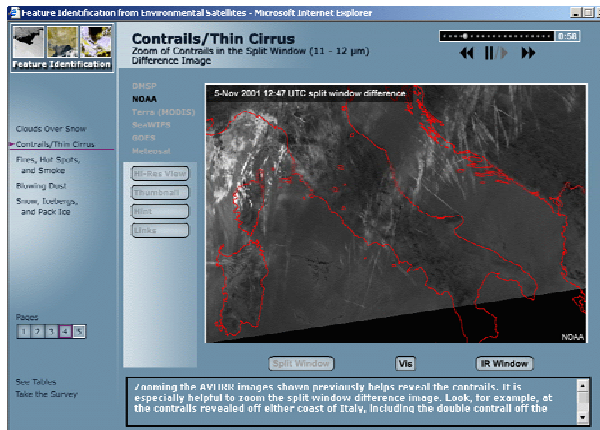 Feature Identification from Environmental Satellites - Microsoft Internet Explorer
Feature Identification
Contrails/Thin Cirrus
Zoom of Contrails in the Split Window (11 - 12 µm)
Difference Image
0:56
DMSP
NOAA
Terra (MODIS)
SeaWIFS
GOES
Meteosat
Hi-Res View
Thumbnail
Hint
Links
Clouds Over Snow
Contrails/Thin Cirrus
Fires, Hot Spots,
and Smoke
Blowing Dust
Snow, Icebergs,
and Pack Ice
Pages
1 2 3 4 5
See Tables
Take the Survey
5-Nov 2001 12:47 UTC split window difference
NOAA
Split Window
Vis
IR Window
Zooming the AVHRR images shown previously helps reveal the contrails. It is
especially helpful to zoom the split window difference image. Look, for example, at
the contrails revealed off either coast of Italy, including the double contrail off the